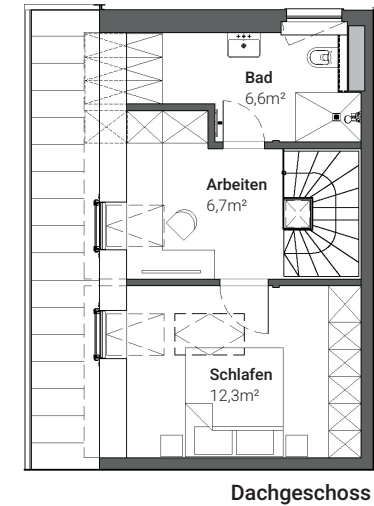 Bad
6,6m²
Arbeiten
6,7m²
Schlafen
12,3m²
Dachgeschoss